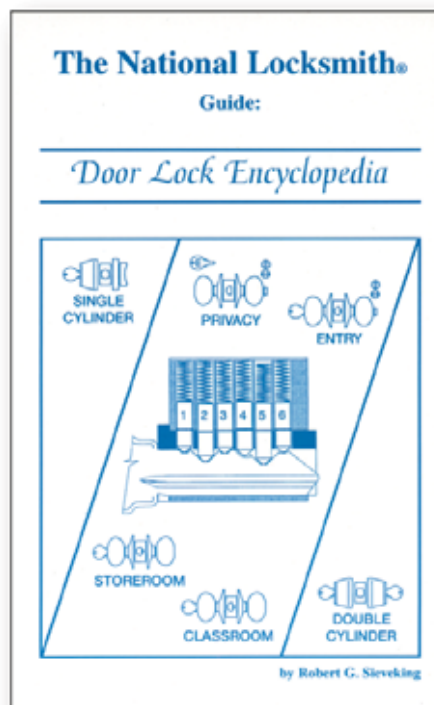 The National Locksmith®
Guide:
Door Lock Encyclopedia
SINGLE
CYLINDER
PRIVACY
ENTRY
1 2 3 4 5 6
STOREROOM
CLASSROOM
DOUBLE
CYLINDER
by Robert G. Sieveking